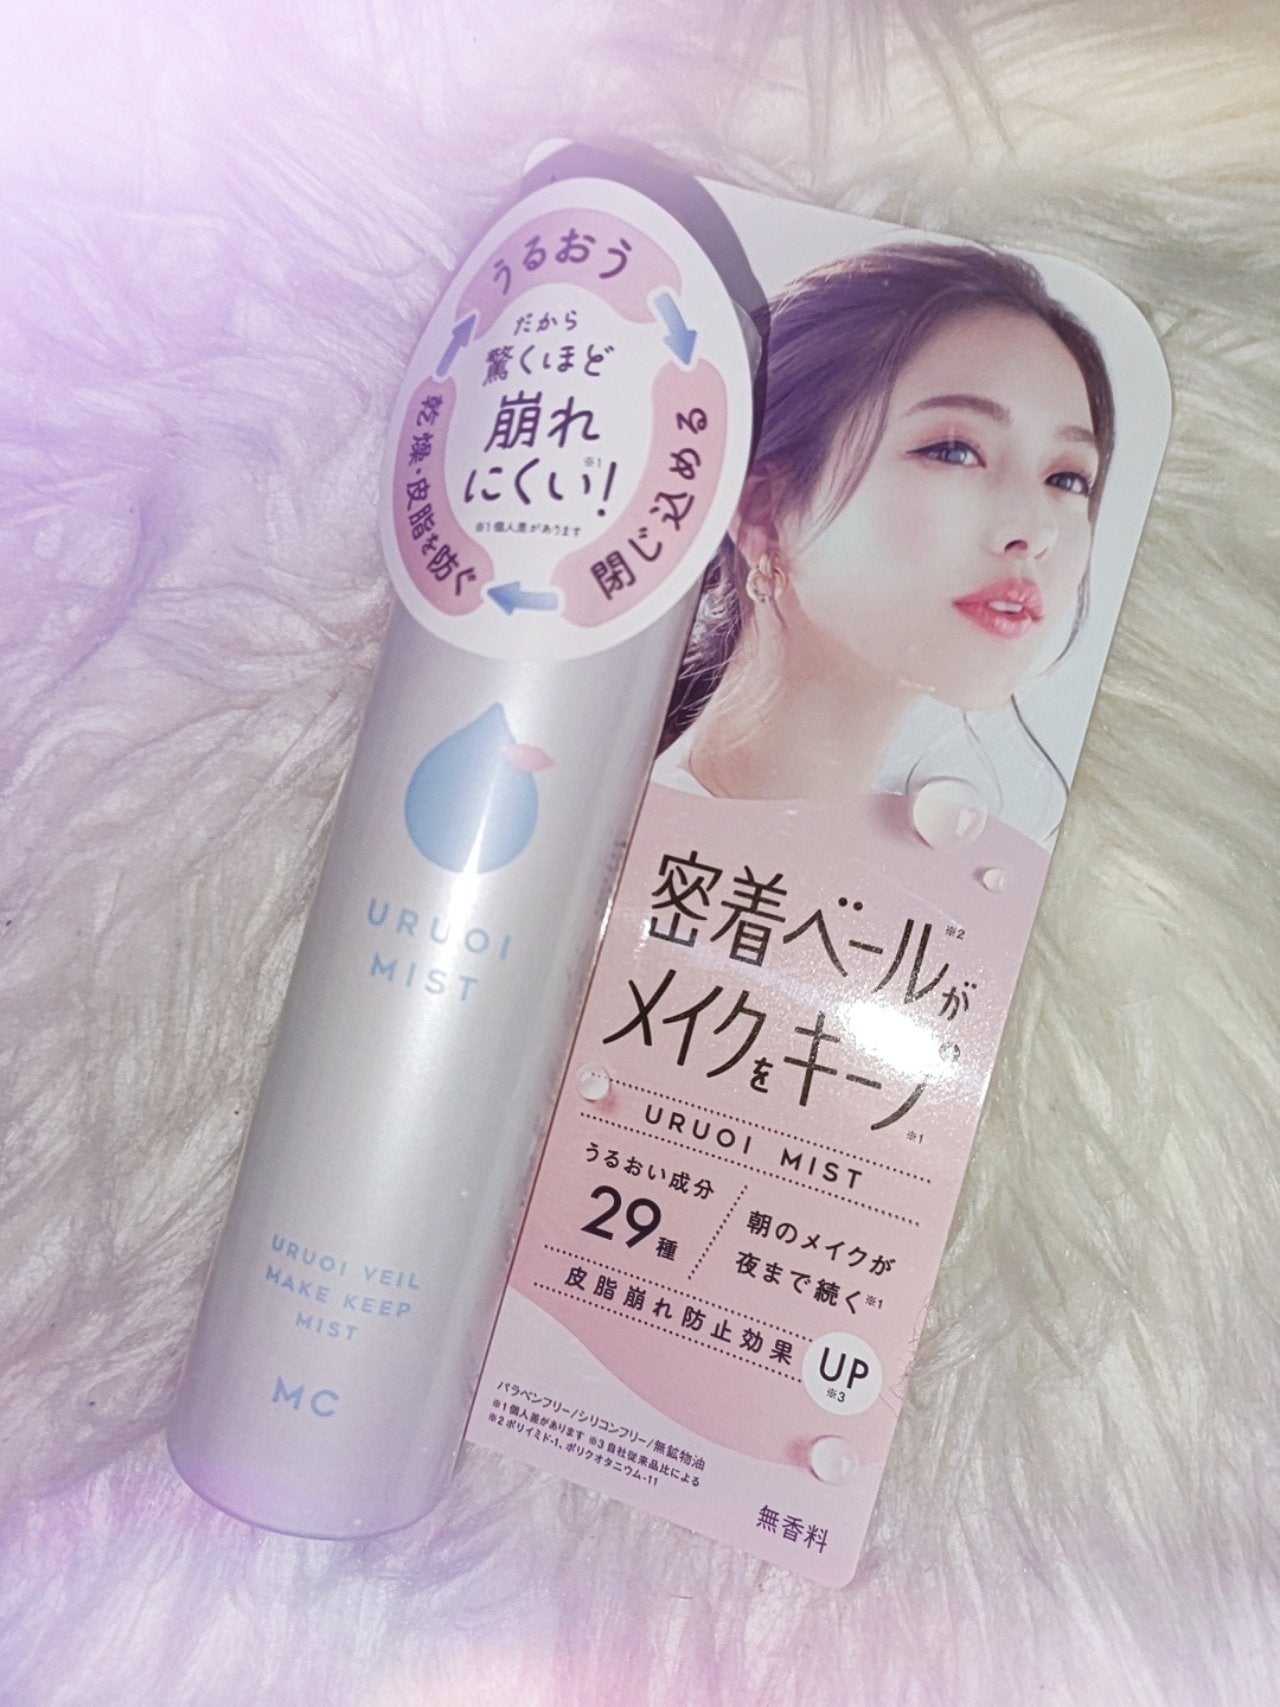 うるおう
だから
驚くほど
崩れ
にくい!※1
※1 個人差があります
閉じ込める
乾燥・皮脂を防ぐ
URUOI
MIST
URUOI VEIL
MAKE KEEP
MIST
MC
密着ベール※2が
メイクをキープ※1
URUOI MIST
うるおい成分
29種
朝のメイクが
夜まで続く※1
皮脂崩れ防止効果
UP
※3
パラベンフリー/シリコンフリー/無鉱物油
※1 個人差があります ※3 自社従来品比による
※2 ポリイミド-1、ポリクオタニウム-11
無香料